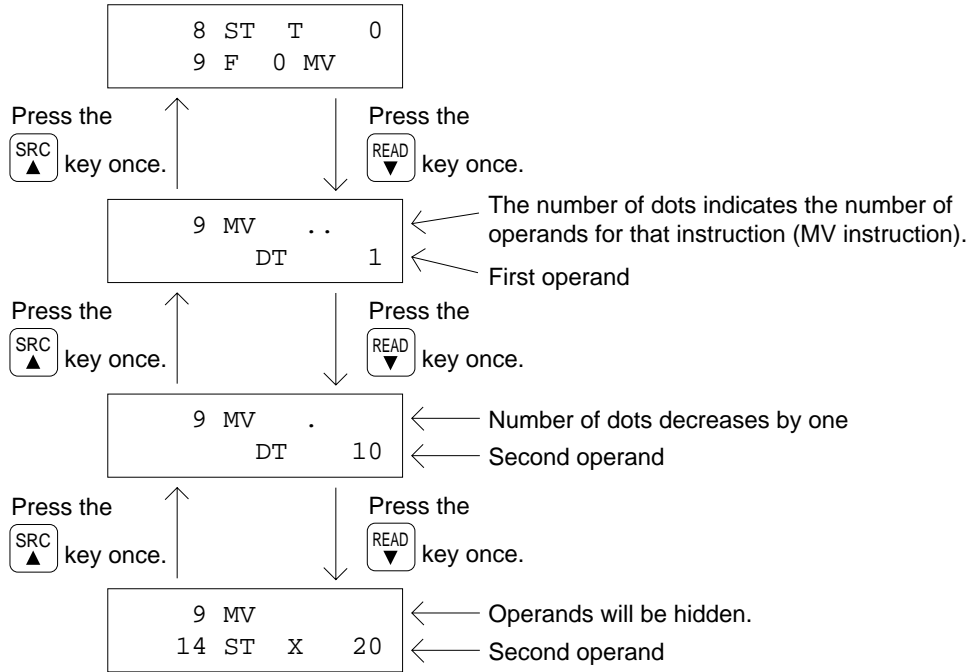 8 ST T 0
9 F 0 MV
Press the
SRC
▲ key once.
Press the
READ
▼ key once.
9 MV ..
DT 1
The number of dots indicates the number of
operands for that instruction (MV instruction).
First operand
Press the
SRC
▲ key once.
Press the
READ
▼ key once.
9 MV .
DT 10
Number of dots decreases by one
Second operand
Press the
SRC
▲ key once.
Press the
READ
▼ key once.
9 MV
14 ST X 20
Operands will be hidden.
Second operand